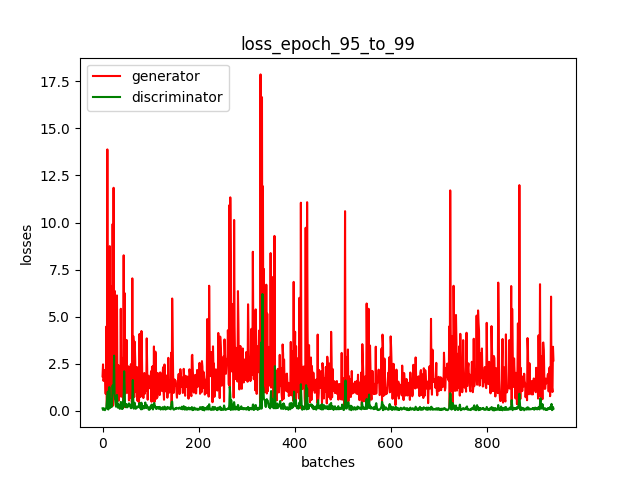 loss_epoch_95_to_99
generator
discriminator
17.5
15.0
12.5
10.0
7.5
5.0
2.5
0.0
losses
0 200 400 600 800
batches